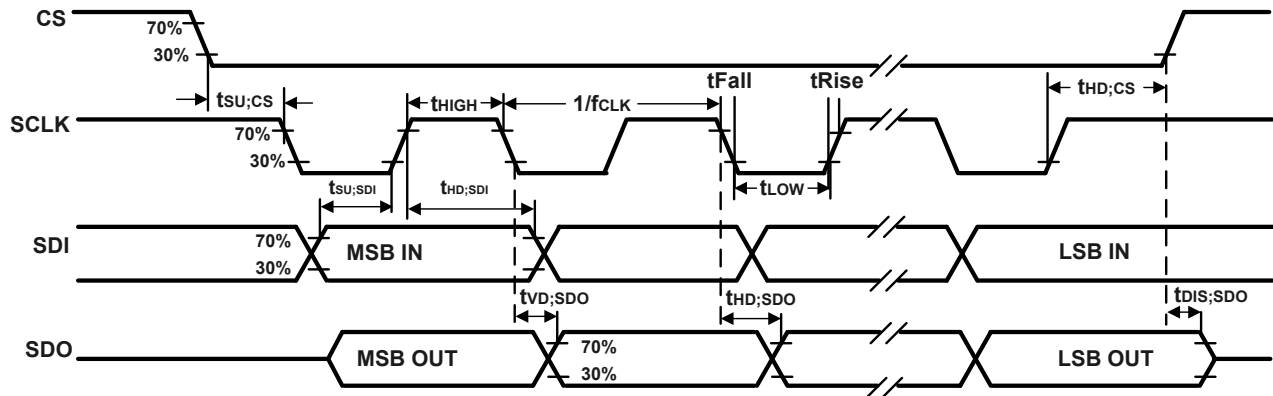 CS
70%
30%
tFall
tRise
tSU;CS
tHIGH
1/fCLK
tHD;CS
SCLK
70%
30%
tSU;SDI
tHD;SDI
tLOW
SDI
70%
30%
MSB IN
LSB IN
tVD;SDO
tHD;SDO
tDIS;SDO
SDO
MSB OUT
70%
30%
LSB OUT